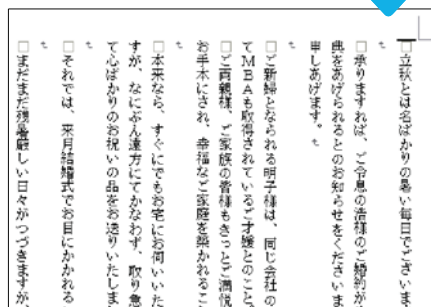 □立秋とは名ばかりの暑い毎日でございま
□承りますれば、ご令息の浩様のご婚約が
典をあげられるとのお知らせをくださいま
申しあげます。
□ご新婦となられる明子様は、同じ会社の
てＭＢＡも取得されているご才媛とのこと
□ご両親様、ご家族の皆様もきっとご満悦
お手本にされ、幸福なご家庭を築かれるこ
□本来なら、すぐにでもお宅にお伺いいた
すが、なにぶん遠方にてかなわず、取り急
て心ばかりのお祝いの品をお送りいたしま
□それでは、来月結婚式でお目にかかれる
□まだまだ残暑厳しい日々がつづきますが、